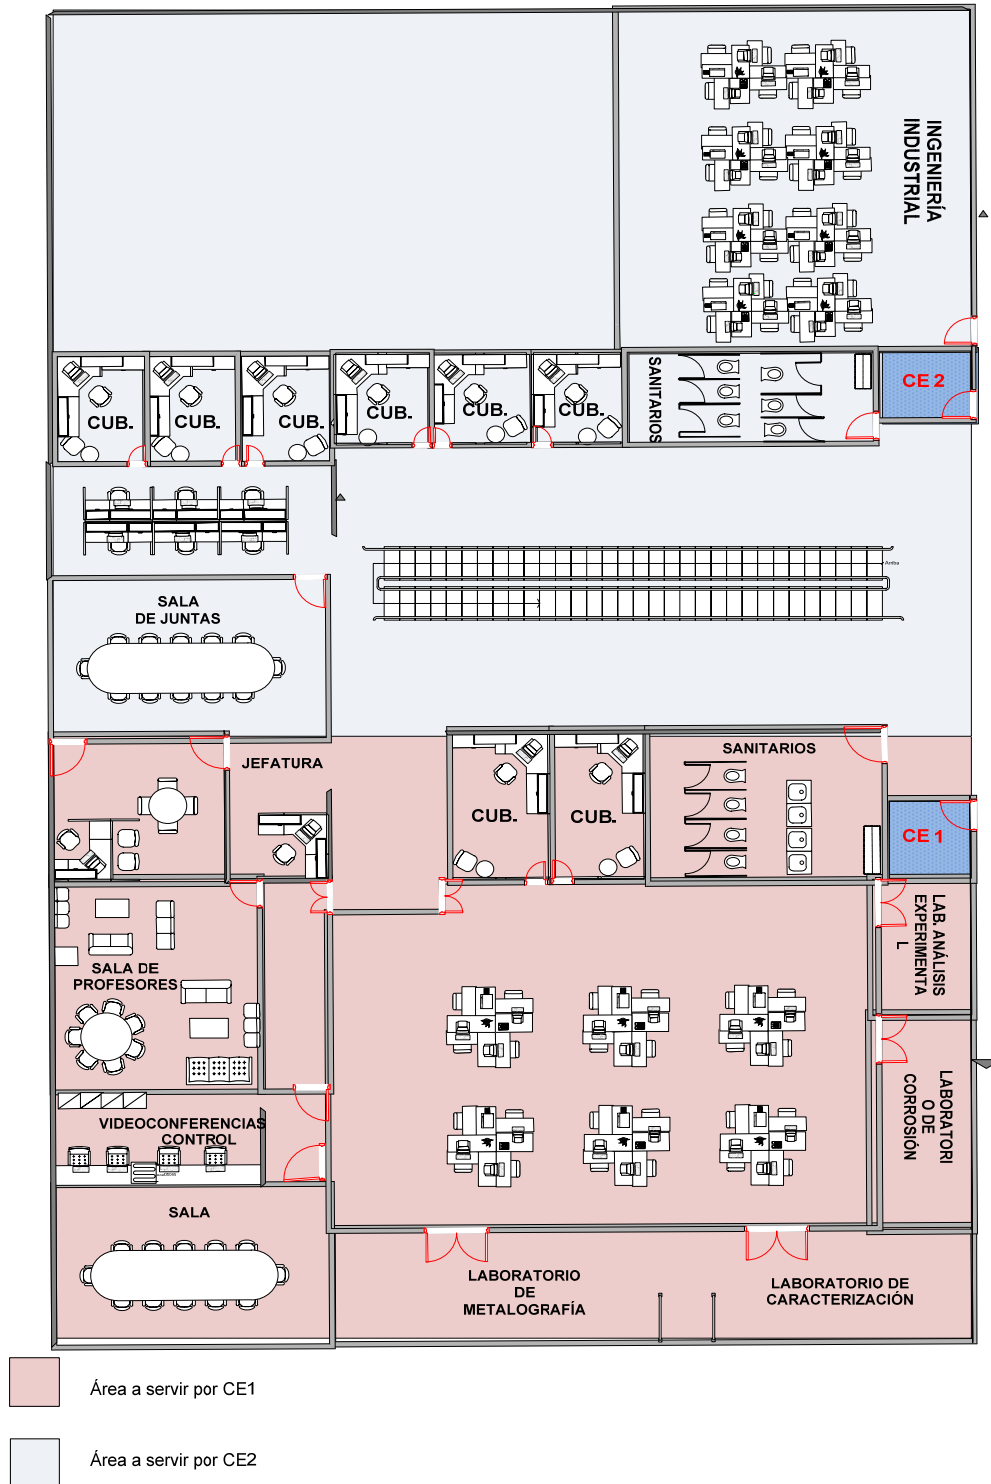 INGENIERÍA
INDUSTRIAL
SANITARIOS
CE 2
CUB.
CUB.
CUB.
CUB.
CUB.
CUB.
Arriba
SALA
DE JUNTAS
JEFATURA
SANITARIOS
CUB.
CUB.
CE 1
LAB. ANÁLISIS
EXPERIMENTA
L
SALA DE
PROFESORES
LABORATORI
O DE
CORROSIÓN
VIDEOCONFERENCIAS
CONTROL
SALA
LABORATORIO
DE
METALOGRAFÍA
LABORATORIO DE
CARACTERIZACIÓN
Área a servir por CE1
Área a servir por CE2